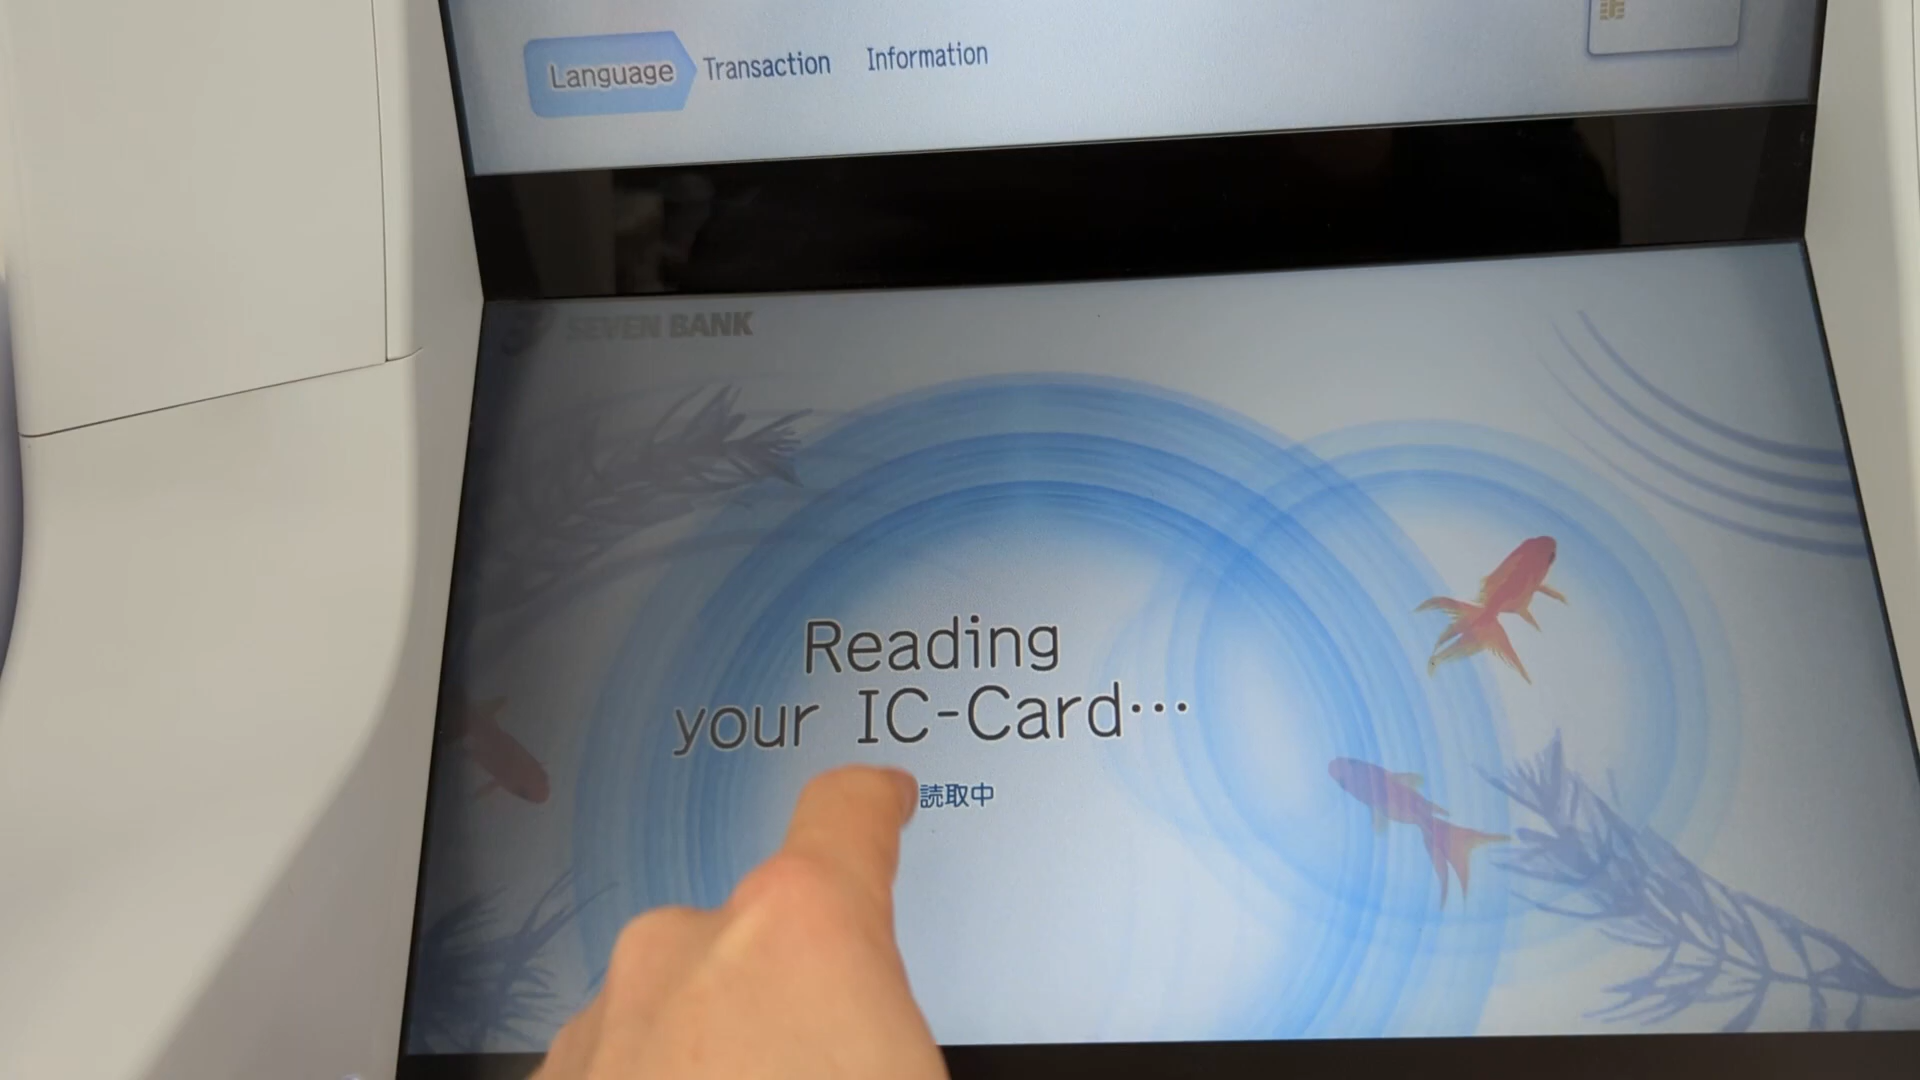 Language Transaction Information
SEVEN BANK
Reading
your IC-Card…
読取中